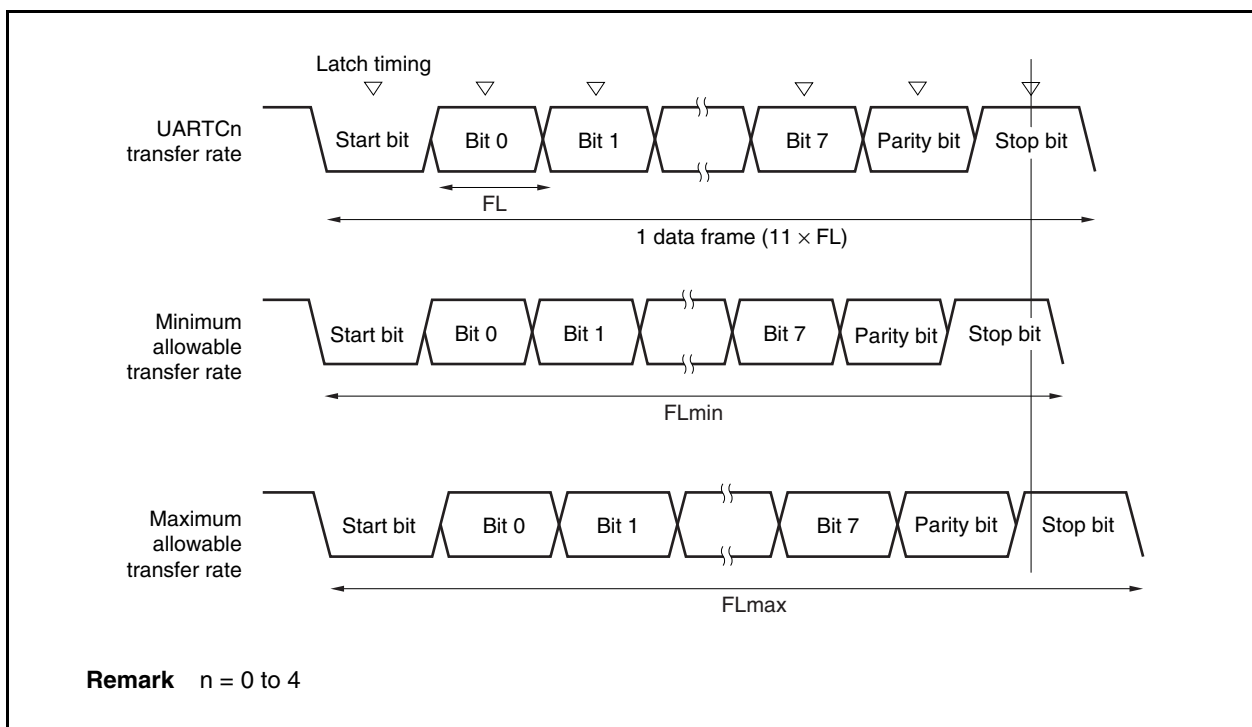 Latch timing
UARTCn
transfer rate
Start bit Bit 0 Bit 1 Bit 7 Parity bit Stop bit
FL
1 data frame (11 × FL)
Minimum
allowable
transfer rate
Start bit Bit 0 Bit 1 Bit 7 Parity bit Stop bit
FLmin
Maximum
allowable
transfer rate
Start bit Bit 0 Bit 1 Bit 7 Parity bit Stop bit
FLmax
Remark n = 0 to 4